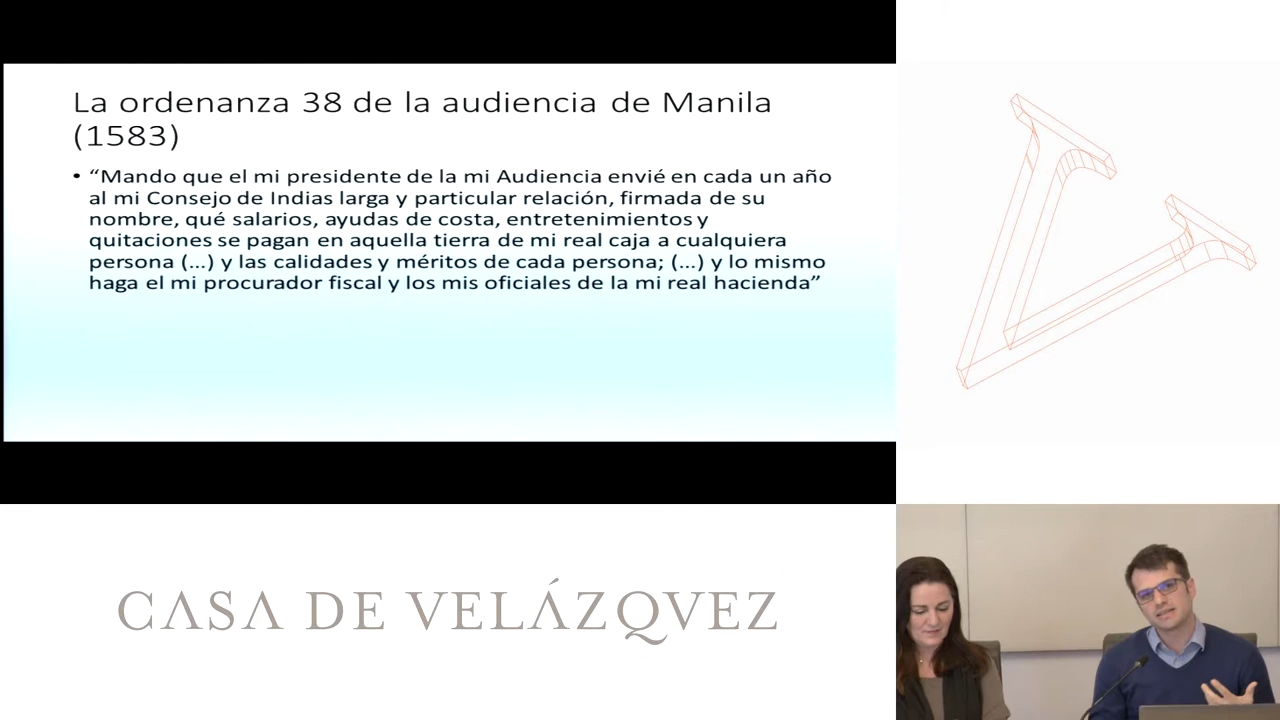 La ordenanza 38 de la audiencia de Manila
(1583)
• “Mando que el mi presidente de la mi Audiencia envié en cada un año
al mi Consejo de Indias larga y particular relación, firmada de su
nombre, qué salarios, ayudas de costa, entretenimientos y
quitaciones se pagan en aquella tierra de mi real caja a cualquiera
persona (...) y las calidades y méritos de cada persona; (...) y lo mismo
haga el mi procurador fiscal y los mis oficiales de la mi real hacienda”
CASA DE VELÁZQVEZ